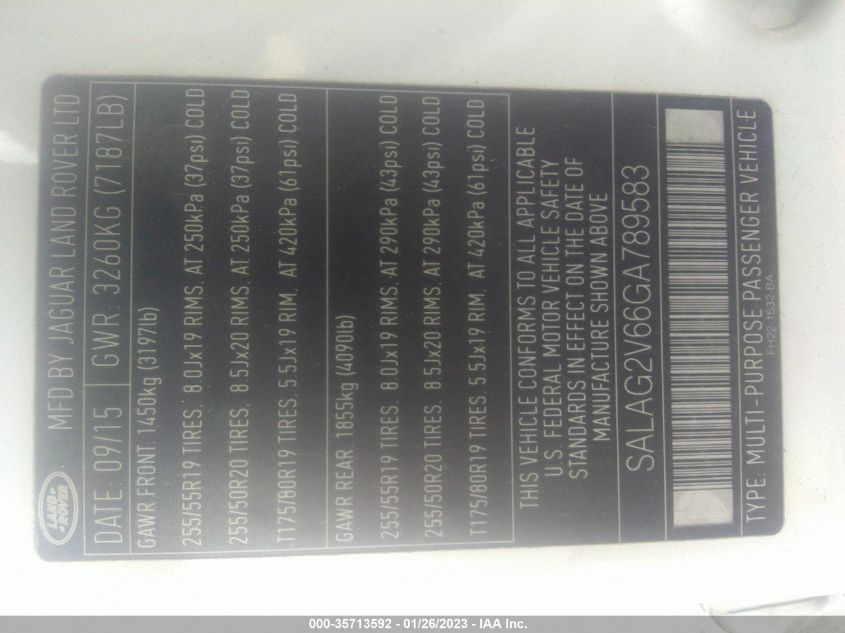 LAND ROVER
MFD BY JAGUAR LAND ROVER LTD
DATE: 09/15 GWR: 3260KG (7187LB)
GAWR FRONT 1450kg (3197lb)
255/55R19 TIRES. 8.0Jx19 RIMS. AT 250kPa (37psi) COLD
255/50R20 TIRES. 8.5Jx20 RIMS. AT 250kPa (37psi) COLD
T175/80R19 TIRES. 5.5Jx19 RIM. AT 420kPa (61psi) COLD
GAWR REAR 1855kg (4090lb)
255/55R19 TIRES. 8.0Jx19 RIMS. AT 290kPa (43psi) COLD
255/50R20 TIRES. 8.5Jx20 RIMS. AT 290kPa (43psi) COLD
T175/80R19 TIRES. 5.5Jx19 RIM. AT 420kPa (61psi) COLD
THIS VEHICLE CONFORMS TO ALL APPLICABLE
U.S. FEDERAL MOTOR VEHICLE SAFETY
STANDARDS IN EFFECT ON THE DATE OF
MANUFACTURE SHOWN ABOVE
SALAG2V66GA789583
TYPE: MULTI-PURPOSE PASSENGER VEHICLE
FH22-1532 BA
000-35713592 - 01/26/2023 - IAA Inc.